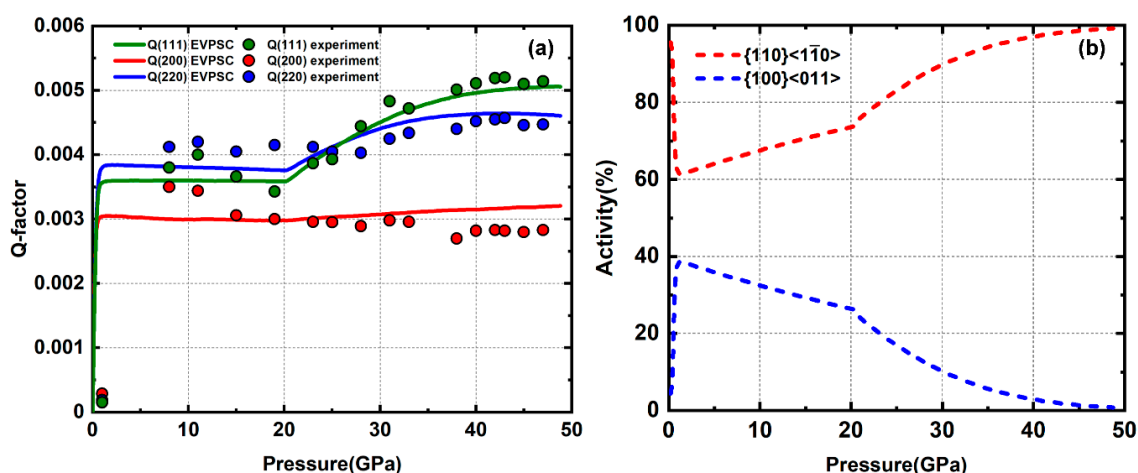 Q(111) EVPSC Q(111) experiment (a)
Q(200) EVPSC Q(200) experiment
Q(220) EVPSC Q(220) experiment
0.006
0.005
0.004
0.003
0.002
0.001
0
Q-factor
0 10 20 30 40 50
Pressure(GPa)
(b)
{110}<11̄0>
{100}<011>
100
80
60
40
20
0
Activity(%)
0 10 20 30 40 50
Pressure(GPa)